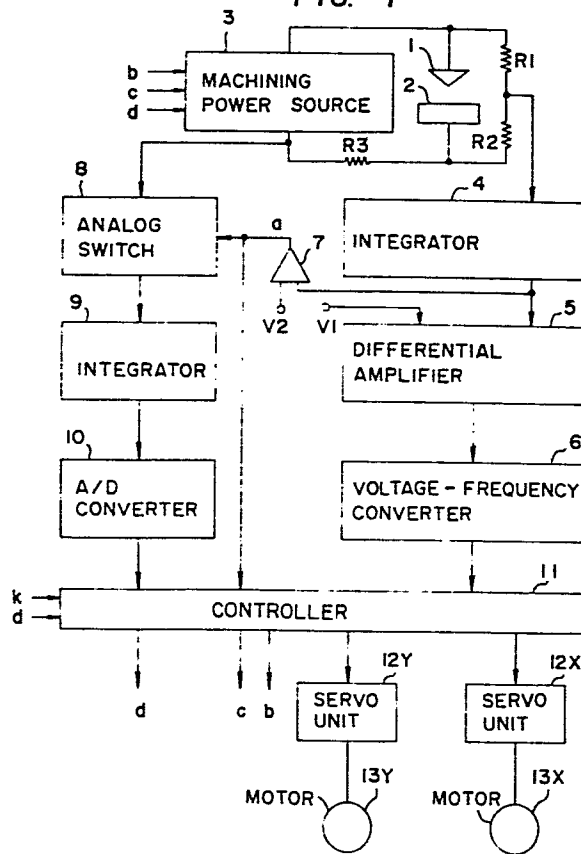 3
1
b
c
d
MACHINING
POWER SOURCE
R1
2
R2
R3
8
4
ANALOG
SWITCH
a
7
INTEGRATOR
V2
V1
5
9
INTEGRATOR
DIFFERENTIAL
AMPLIFIER
10
6
A/D
CONVERTER
VOLTAGE-FREQUENCY
CONVERTER
11
k
d
CONTROLLER
d
c
b
12Y
12X
SERVO
UNIT
SERVO
UNIT
MOTOR
13Y
MOTOR
13X